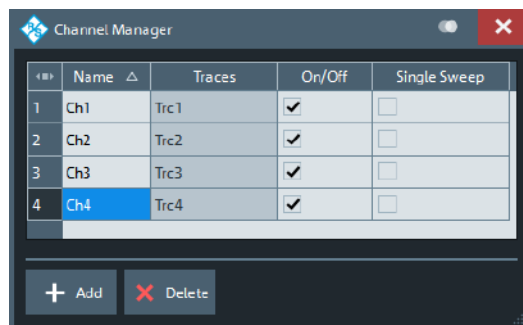 Channel Manager
Name Traces On/Off Single Sweep
1 Ch1 Trc1
2 Ch2 Trc2
3 Ch3 Trc3
4 Ch4 Trc4
Add Delete